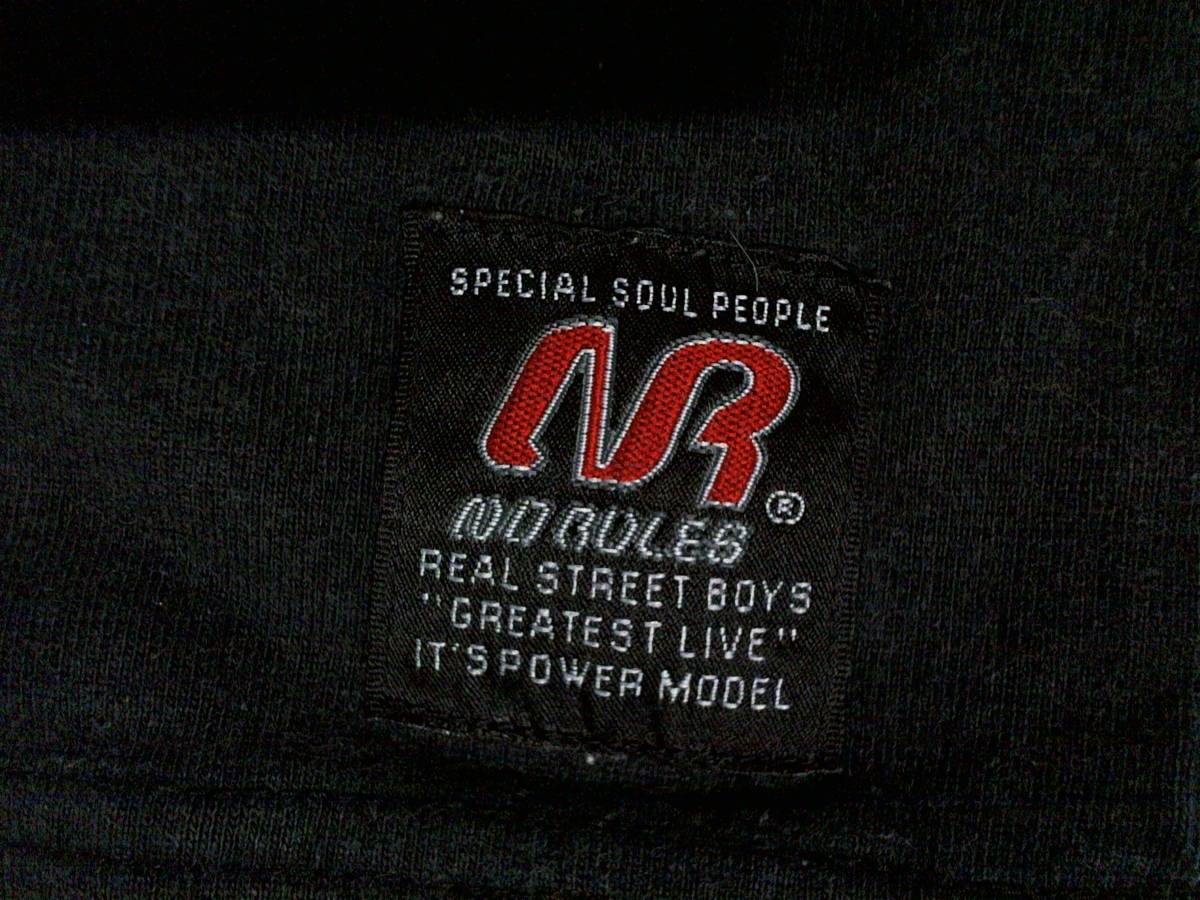 SPECIAL SOUL PEOPLE
NR®
NO RULES
REAL STREET BOYS
"GREATEST LIVE"
IT'S POWER MODEL